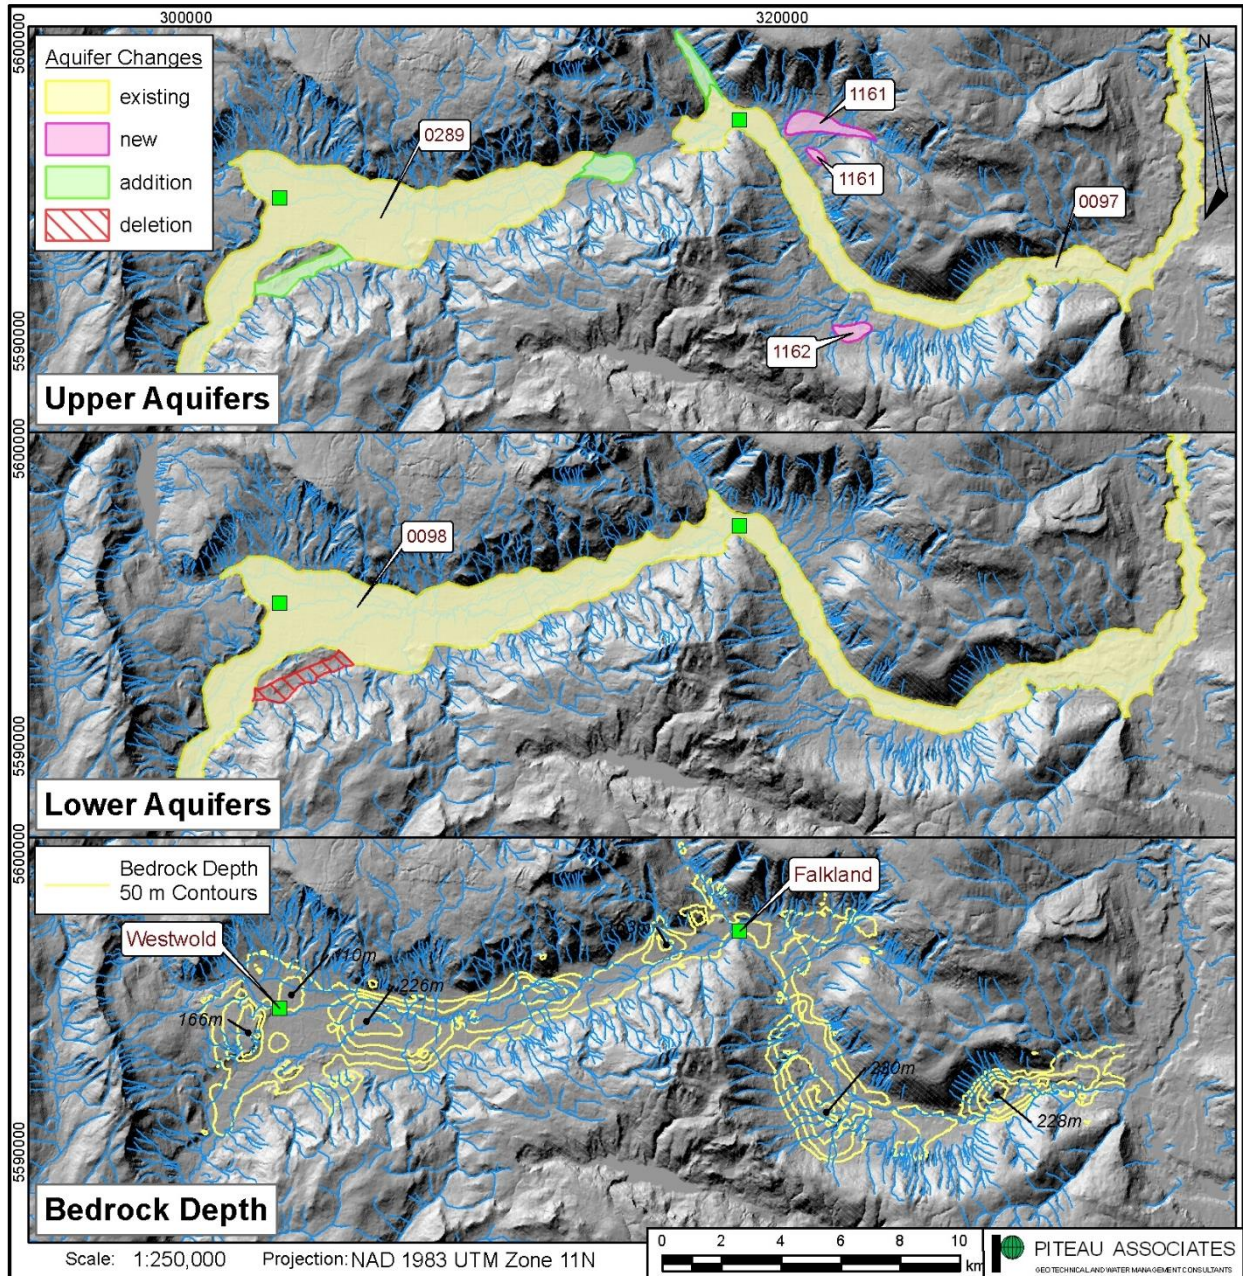 300000
320000
5600000
N
Aquifer Changes
existing
new
addition
deletion
0289
1161
1161
0097
1162
5590000
Upper Aquifers
5600000
0098
5590000
Lower Aquifers
5600000
Bedrock Depth
50 m Contours
Falkland
Westwold
226m
166m
228m
5590000
Bedrock Depth
Scale: 1:250,000
Projection: NAD 1983 UTM Zone 11N
0 2 4 6 8 10
km
PITEAU ASSOCIATES
GEOTECHNICAL AND WATER MANAGEMENT CONSULTANTS